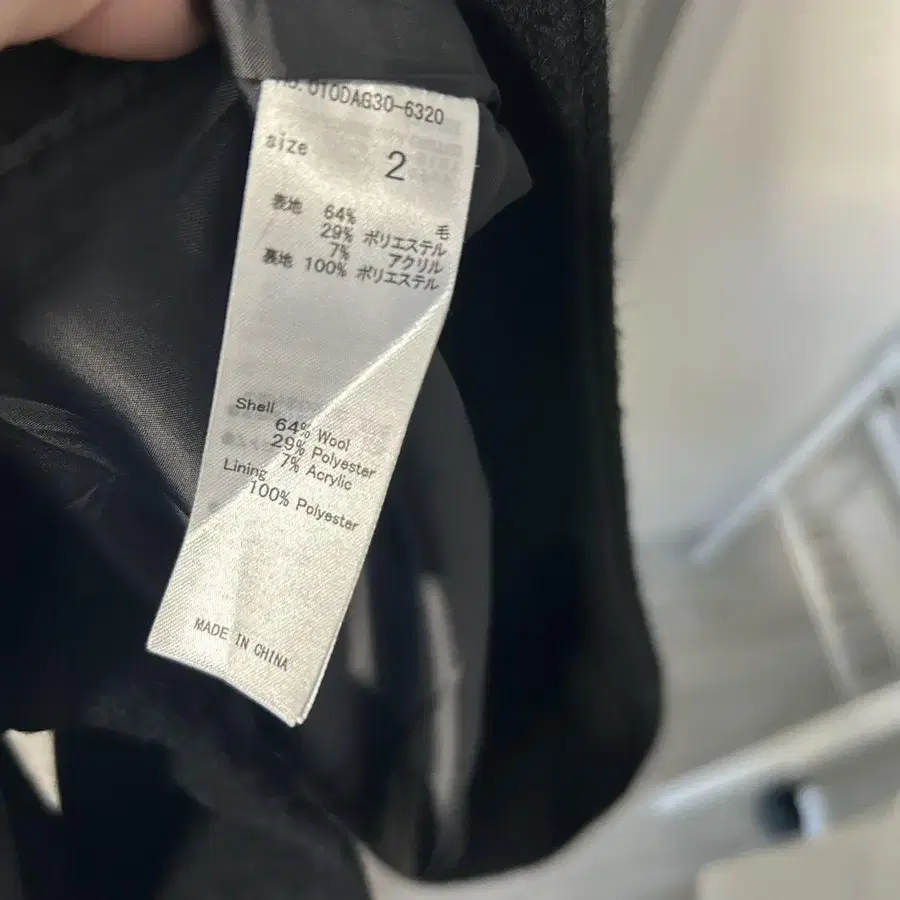 No. 010DAG30-6320
size 2
表地 64% 毛
29% ポリエステル
7% アクリル
裏地 100% ポリエステル
Shell
64% Wool
29% Polyester
7% Acrylic
Lining
100% Polyester
MADE IN CHINA